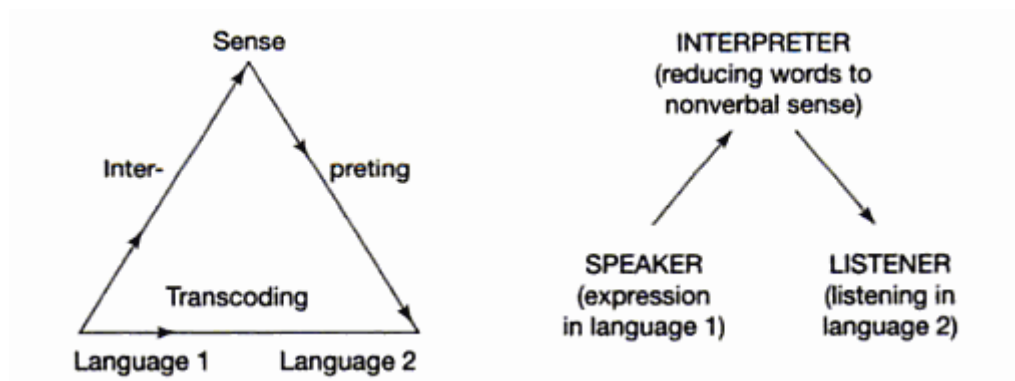 Sense
Inter-
preting
Transcoding
Language 1
Language 2
INTERPRETER
(reducing words to
nonverbal sense)
SPEAKER
(expression
in language 1)
LISTENER
(listening in
language 2)